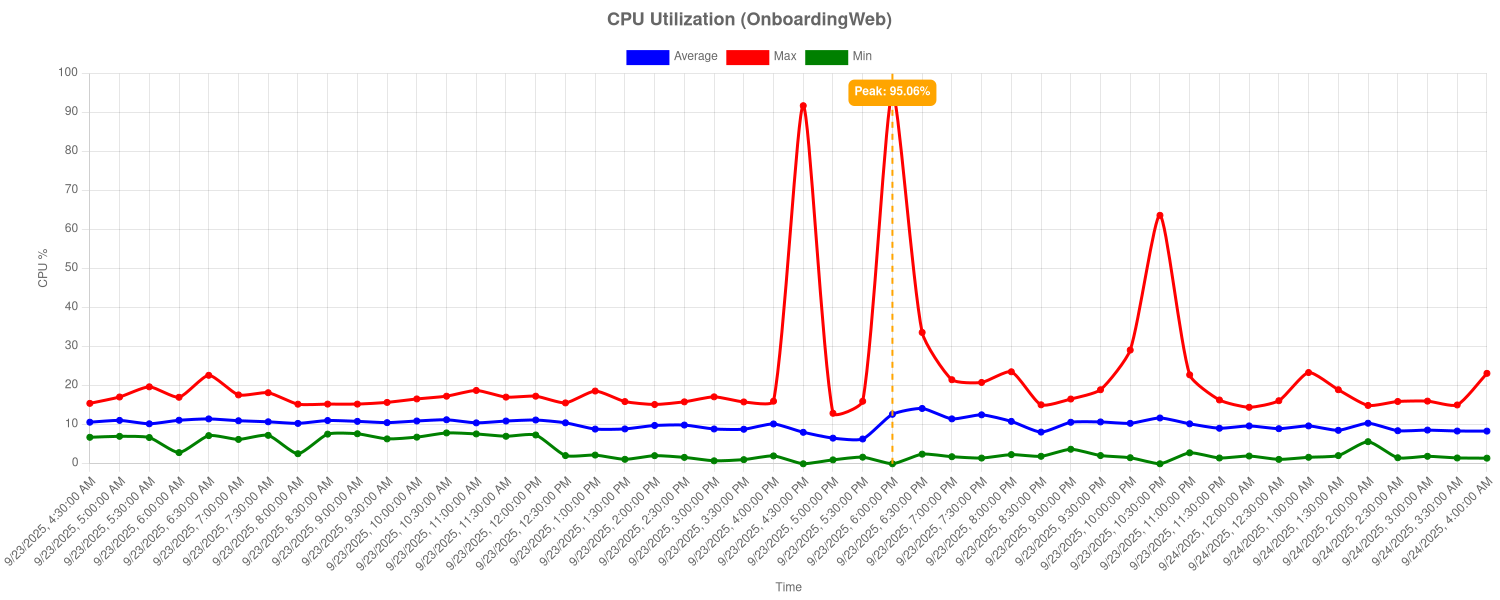 CPU Utilization (OnboardingWeb)
Average Max Min
Peak: 95.06%
CPU %
100
90
80
70
60
50
40
30
20
10
0
9/23/2025, 4:30:00 AM
9/23/2025, 5:00:00 AM
9/23/2025, 5:30:00 AM
9/23/2025, 6:00:00 AM
9/23/2025, 6:30:00 AM
9/23/2025, 7:00:00 AM
9/23/2025, 7:30:00 AM
9/23/2025, 8:00:00 AM
9/23/2025, 8:30:00 AM
9/23/2025, 9:00:00 AM
9/23/2025, 9:30:00 AM
9/23/2025, 10:00:00 AM
9/23/2025, 10:30:00 AM
9/23/2025, 11:00:00 AM
9/23/2025, 11:30:00 AM
9/23/2025, 12:00:00 PM
9/23/2025, 12:30:00 PM
9/23/2025, 1:00:00 PM
9/23/2025, 1:30:00 PM
9/23/2025, 2:00:00 PM
9/23/2025, 2:30:00 PM
9/23/2025, 3:00:00 PM
9/23/2025, 3:30:00 PM
9/23/2025, 4:00:00 PM
9/23/2025, 4:30:00 PM
9/23/2025, 5:00:00 PM
9/23/2025, 5:30:00 PM
9/23/2025, 6:00:00 PM
9/23/2025, 6:30:00 PM
9/23/2025, 7:00:00 PM
9/23/2025, 7:30:00 PM
9/23/2025, 8:00:00 PM
9/23/2025, 8:30:00 PM
9/23/2025, 9:00:00 PM
9/23/2025, 9:30:00 PM
9/23/2025, 10:00:00 PM
9/23/2025, 10:30:00 PM
9/23/2025, 11:00:00 PM
9/23/2025, 11:30:00 PM
9/24/2025, 12:00:00 AM
9/24/2025, 12:30:00 AM
9/24/2025, 1:00:00 AM
9/24/2025, 1:30:00 AM
9/24/2025, 2:00:00 AM
9/24/2025, 2:30:00 AM
9/24/2025, 3:00:00 AM
9/24/2025, 3:30:00 AM
9/24/2025, 4:00:00 AM
Time